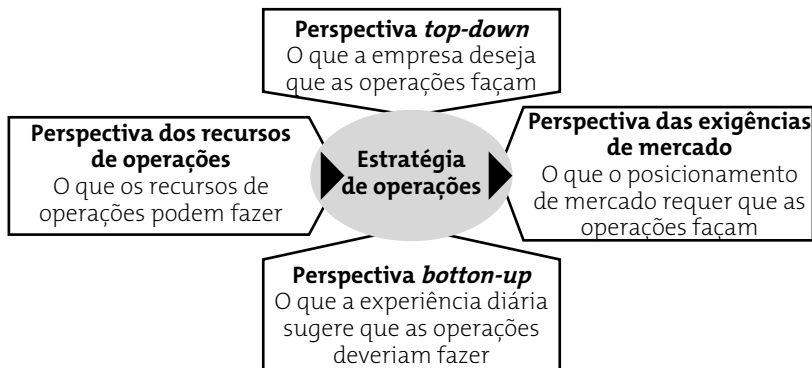 Perspectiva top-down
O que a empresa deseja
que as operações façam
Perspectiva dos recursos
de operações
O que os recursos de
operações podem fazer
Estratégia
de operações
Perspectiva das exigências
de mercado
O que o posicionamento
de mercado requer que as
operações façam
Perspectiva botton-up
O que a experiência diária
sugere que as operações
deveriam fazer